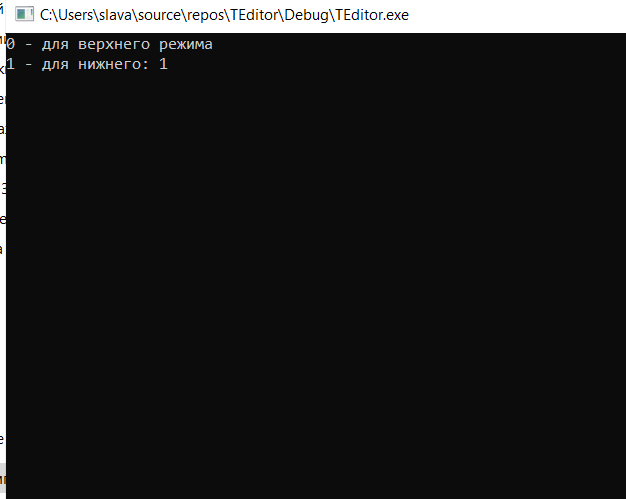 C:\Users\slava\source\repos\TEditor\Debug\TEditor.exe
0 - для верхнего режима
1 - для нижнего: 1